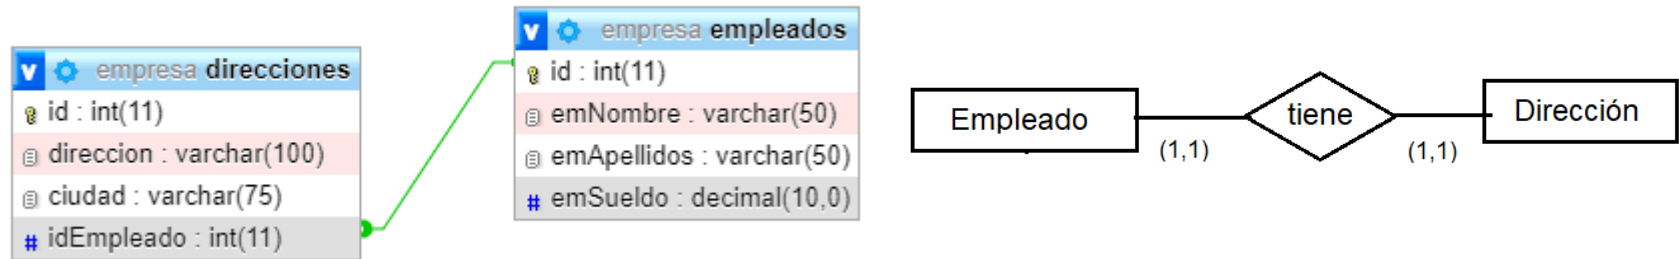 v empresa direcciones
id : int(11)
direccion : varchar(100)
ciudad : varchar(75)
# idEmpleado : int(11)
v empresa empleados
id : int(11)
emNombre : varchar(50)
emApellidos : varchar(50)
# emSueldo : decimal(10,0)
Empleado
tiene
Dirección
(1,1)
(1,1)